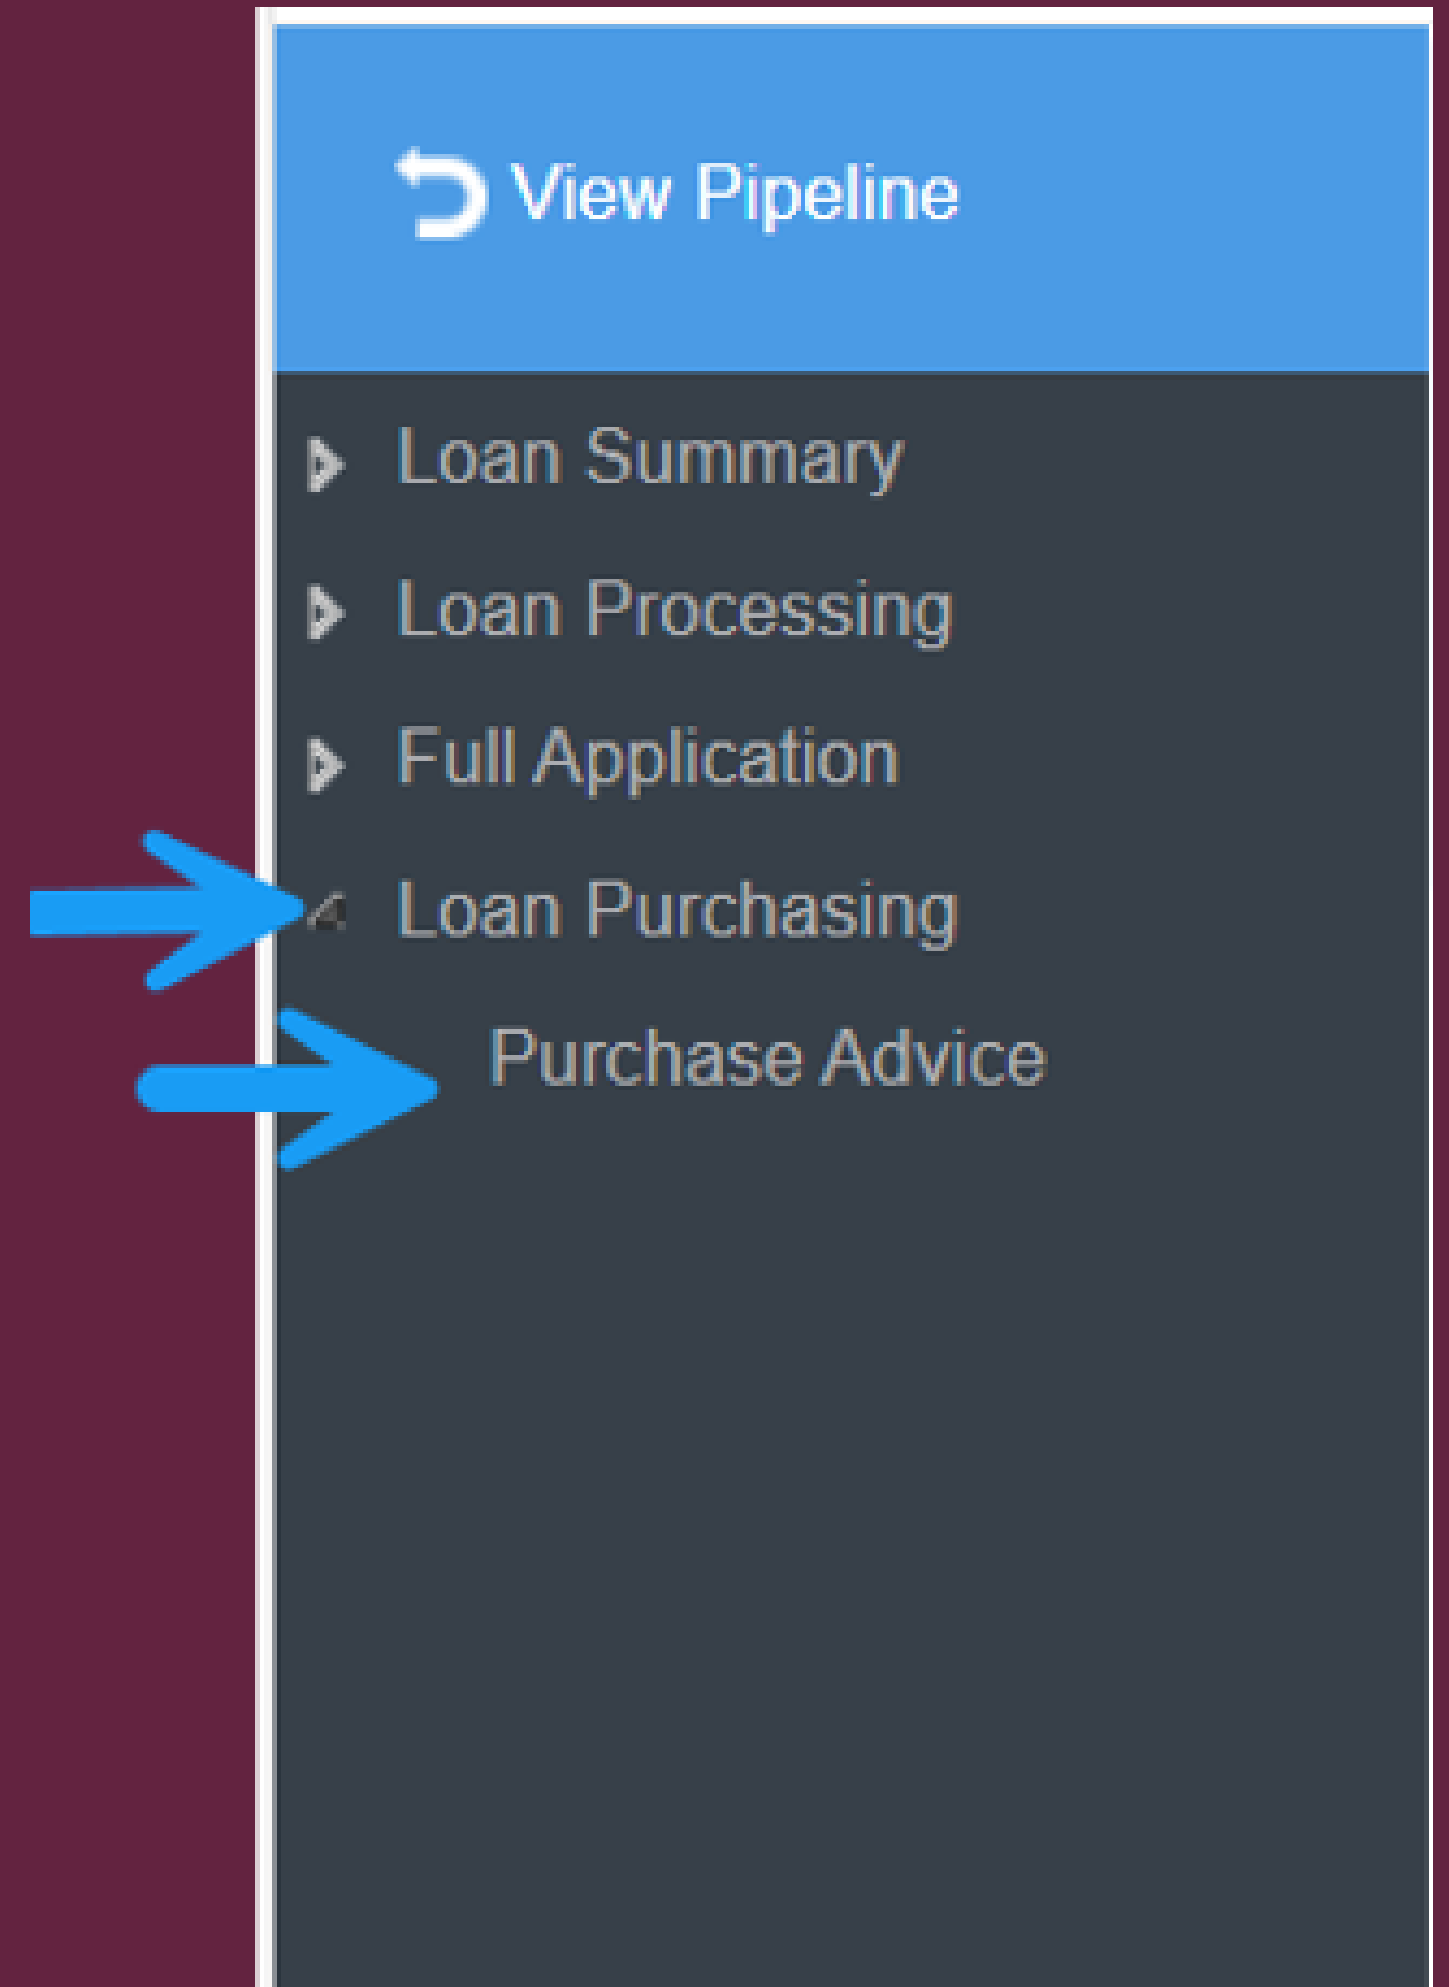 View Pipeline
Loan Summary
Loan Processing
Full Application
Loan Purchasing
Purchase Advice